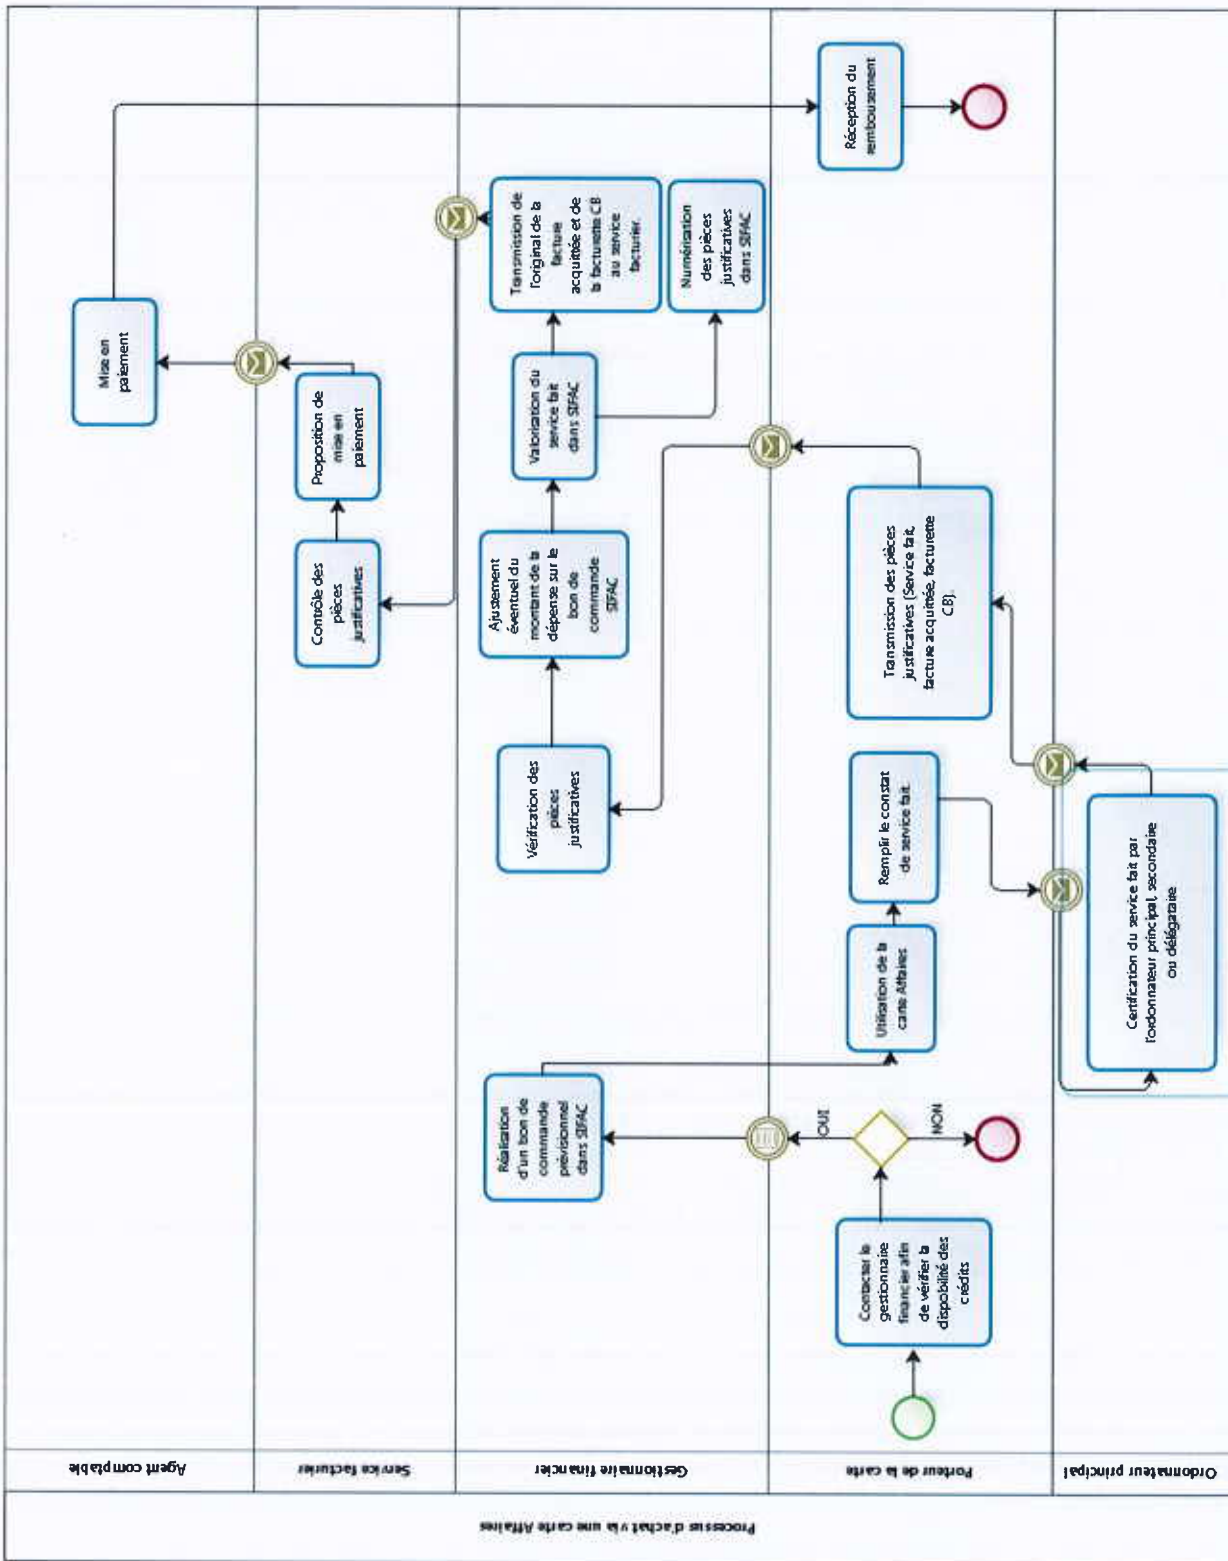 Processus d'achat via une carte Affaires
Agent comptable
Service facturier
Gestionnaire financier
Porteur de la carte
Ordonnateur principal
Mise en
paiement
Contrôle des
pièces
justificatives
Proposition de
mise en
paiement
Réalisation
d'un bon de
commande
prévisionnel
dans SIFAC
Vérification des
pièces
justificatives
Ajustement
éventuel du
montant de la
dépense sur le
bon de
commande
SIFAC
Valorisation du
service fait
dans SIFAC
Transmission de
l'original de la
facture
acquittée et de
la facturette CB
au service
facturier.
Numérisation
des pièces
justificatives
dans SIFAC
Contacter le
gestionnaire
financier afin
de vérifier la
dispobilité des
crédits
OUI
NON
Utilisation de la
carte Affaires
Remplir le constat
de service fait.
Transmission des pièces
justificatives (Service fait,
facture acquittée, facturette
CB).
Réception du
remboursement
Certification du service fait par
l'ordonnateur principal, secondaire
ou délégataire